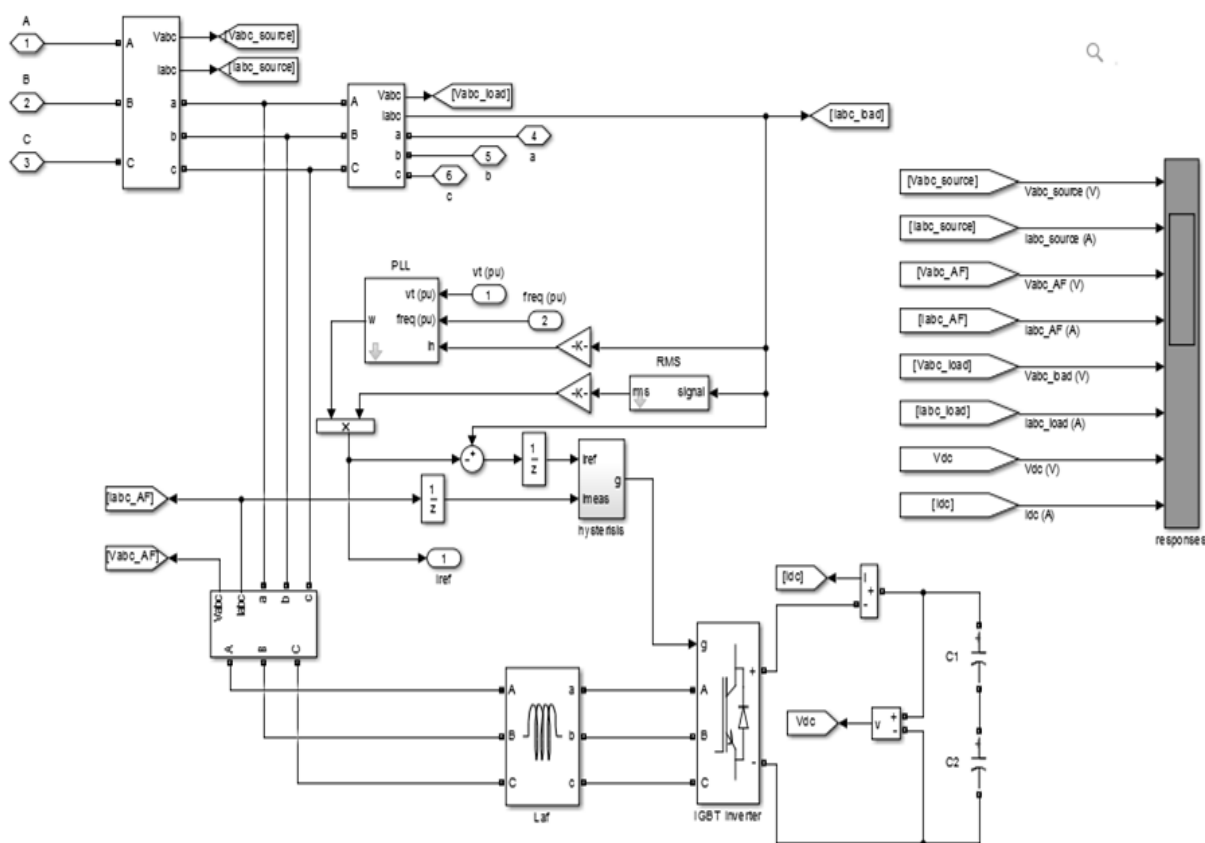 A
1
B
2
C
3
A
B
C
Vabc
Iabc
a
b
c
[Vabc_source]
[Iabc_source]
A
B
C
Vabc
Iabc
a
b
c
[Vabc_load]
[Iabc_load]
4
a
5
b
6
c
PLL
vt (pu)
freq (pu)
In
w
vt (pu)
1
freq (pu)
2
-K-
RMS
rms
signal
-K-
X
- +
1
z
1
z
Iref
Imeas
g
hysterisis
[Iabc_AF]
[Vabc_AF]
1
Iref
Vabc
Iabc
a
b
c
A
B
C
A
B
C
a
b
c
Laf
g
A
B
C
+
-
IGBT Inverter
[Idc]
I
+
-
Vdc
v
+
-
+
C1
+
C2
[Vabc_source]
Vabc_source (V)
[Iabc_source]
Iabc_source (A)
[Vabc_AF]
Vabc_AF (V)
[Iabc_AF]
Iabc_AF (A)
[Vabc_load]
Vabc_load (V)
[Iabc_load]
Iabc_load (A)
Vdc
Vdc (V)
[Idc]
Idc (A)
responses